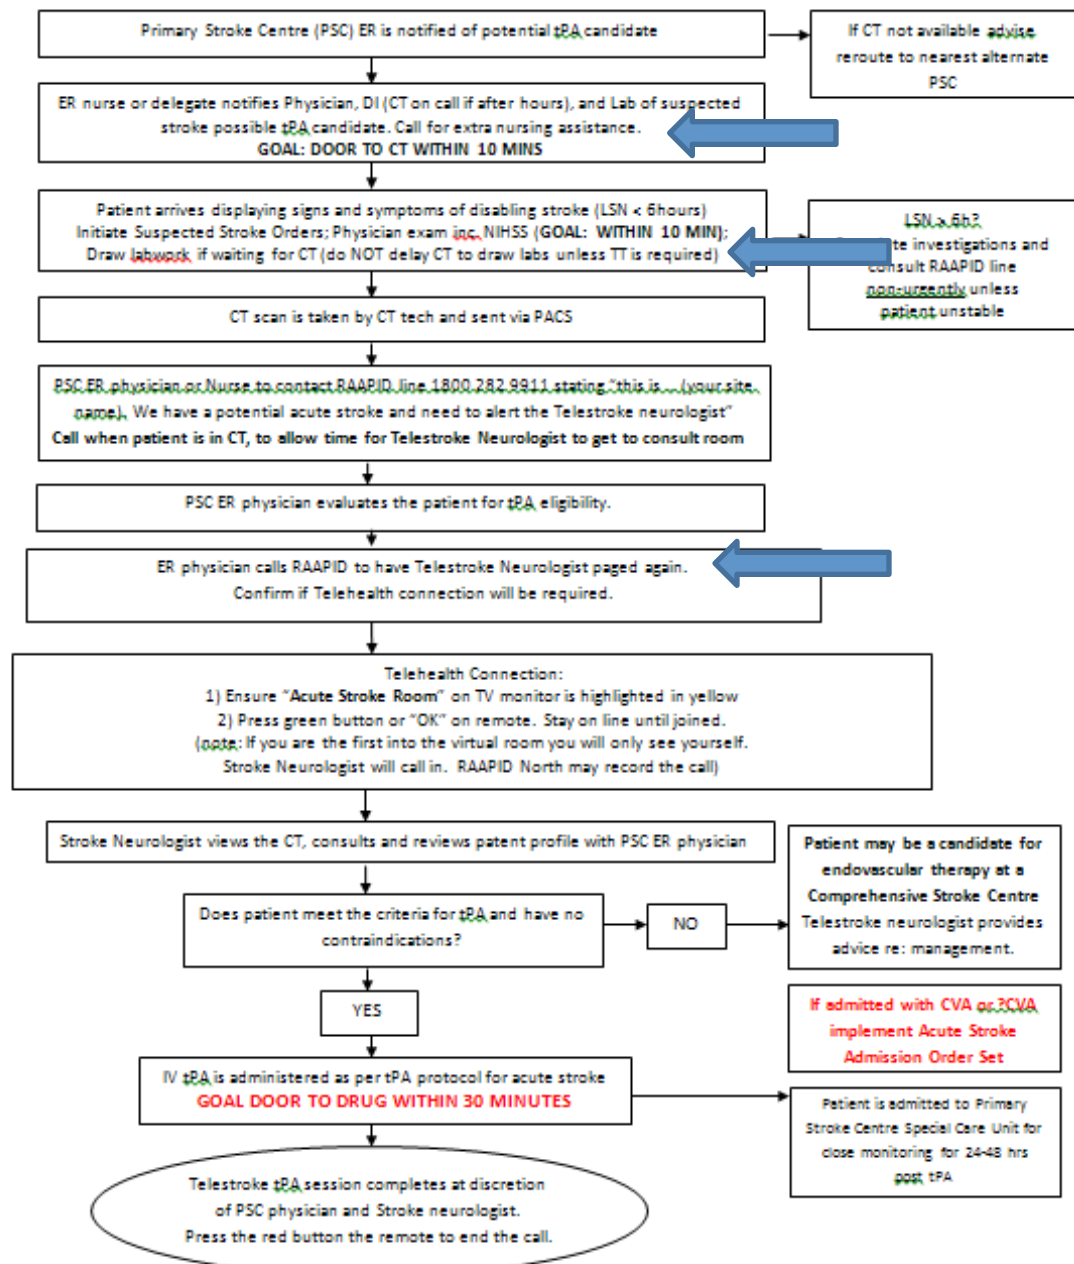 Primary Stroke Centre (PSC) ER is notified of potential tPA candidate
If CT not available advise
reroute to nearest alternate
PSC
ER nurse or delegate notifies Physician, DI (CT on call if after hours), and Lab of suspected
stroke possible tPA candidate. Call for extra nursing assistance.
GOAL: DOOR TO CT WITHIN 10 MINS
Patient arrives displaying signs and symptoms of disabling stroke (LSN < 6hours)
Initiate Suspected Stroke Orders; Physician exam inc. NIHSS (GOAL: WITHIN 10 MIN);
Draw labwork if waiting for CT (do NOT delay CT to draw labs unless TT is required)
LSN > 6h?
investigations and
consult RAAPID line
non-urgently unless
patient unstable
CT scan is taken by CT tech and sent via PACS
PSC ER physician or Nurse to contact RAAPID line 1800.282.9911 stating "this is ... (your site
name). We have a potential acute stroke and need to alert the Telestroke neurologist"
Call when patient is in CT, to allow time for Telestroke Neurologist to get to consult room
PSC ER physician evaluates the patient for tPA eligibility.
ER physician calls RAAPID to have Telestroke Neurologist paged again.
Confirm if Telehealth connection will be required.
Telehealth Connection:
1) Ensure "Acute Stroke Room" on TV monitor is highlighted in yellow
2) Press green button or "OK" on remote. Stay on line until joined.
(note: If you are the first into the virtual room you will only see yourself.
Stroke Neurologist will call in. RAAPID North may record the call)
Stroke Neurologist views the CT, consults and reviews patent profile with PSC ER physician
Does patient meet the criteria for tPA and have no
contraindications?
NO
Patient may be a candidate for
endovascular therapy at a
Comprehensive Stroke Centre
Telestroke neurologist provides
advice re: management.
YES
If admitted with CVA or ?CVA
implement Acute Stroke
Admission Order Set
IV tPA is administered as per tPA protocol for acute stroke
GOAL DOOR TO DRUG WITHIN 30 MINUTES
Patient is admitted to Primary
Stroke Centre Special Care Unit for
close monitoring for 24-48 hrs
post tPA
Telestroke tPA session completes at discretion
of PSC physician and Stroke neurologist.
Press the red button the remote to end the call.